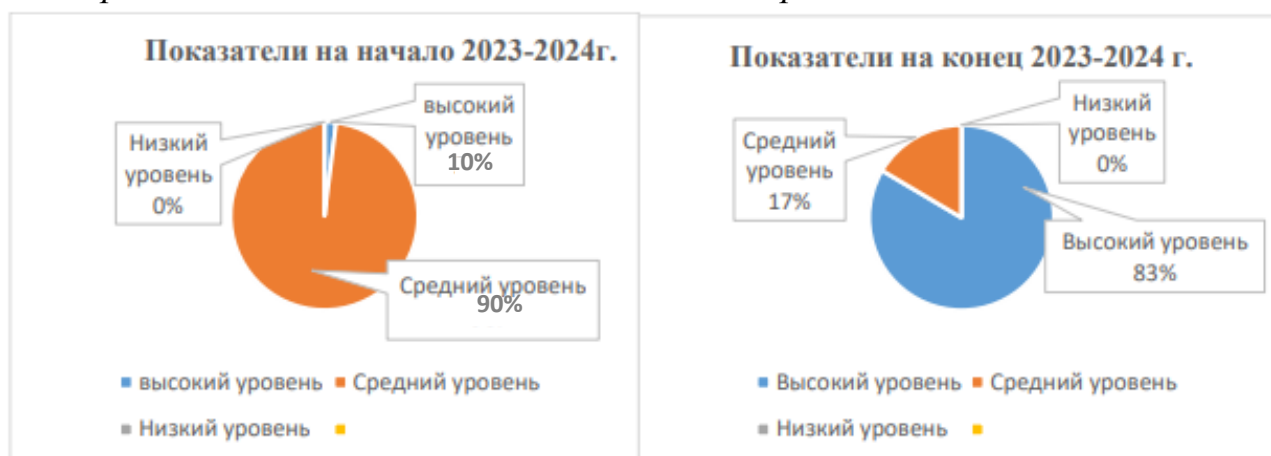 Показатели на начало 2023-2024г.
высокий
уровень
10%
Низкий
уровень
0%
Средний уровень
90%
высокий уровень Средний уровень
Низкий уровень
Показатели на конец 2023-2024 г.
Низкий
уровень
0%
Средний
уровень
17%
Высокий уровень
83%
Высокий уровень Средний уровень
Низкий уровень